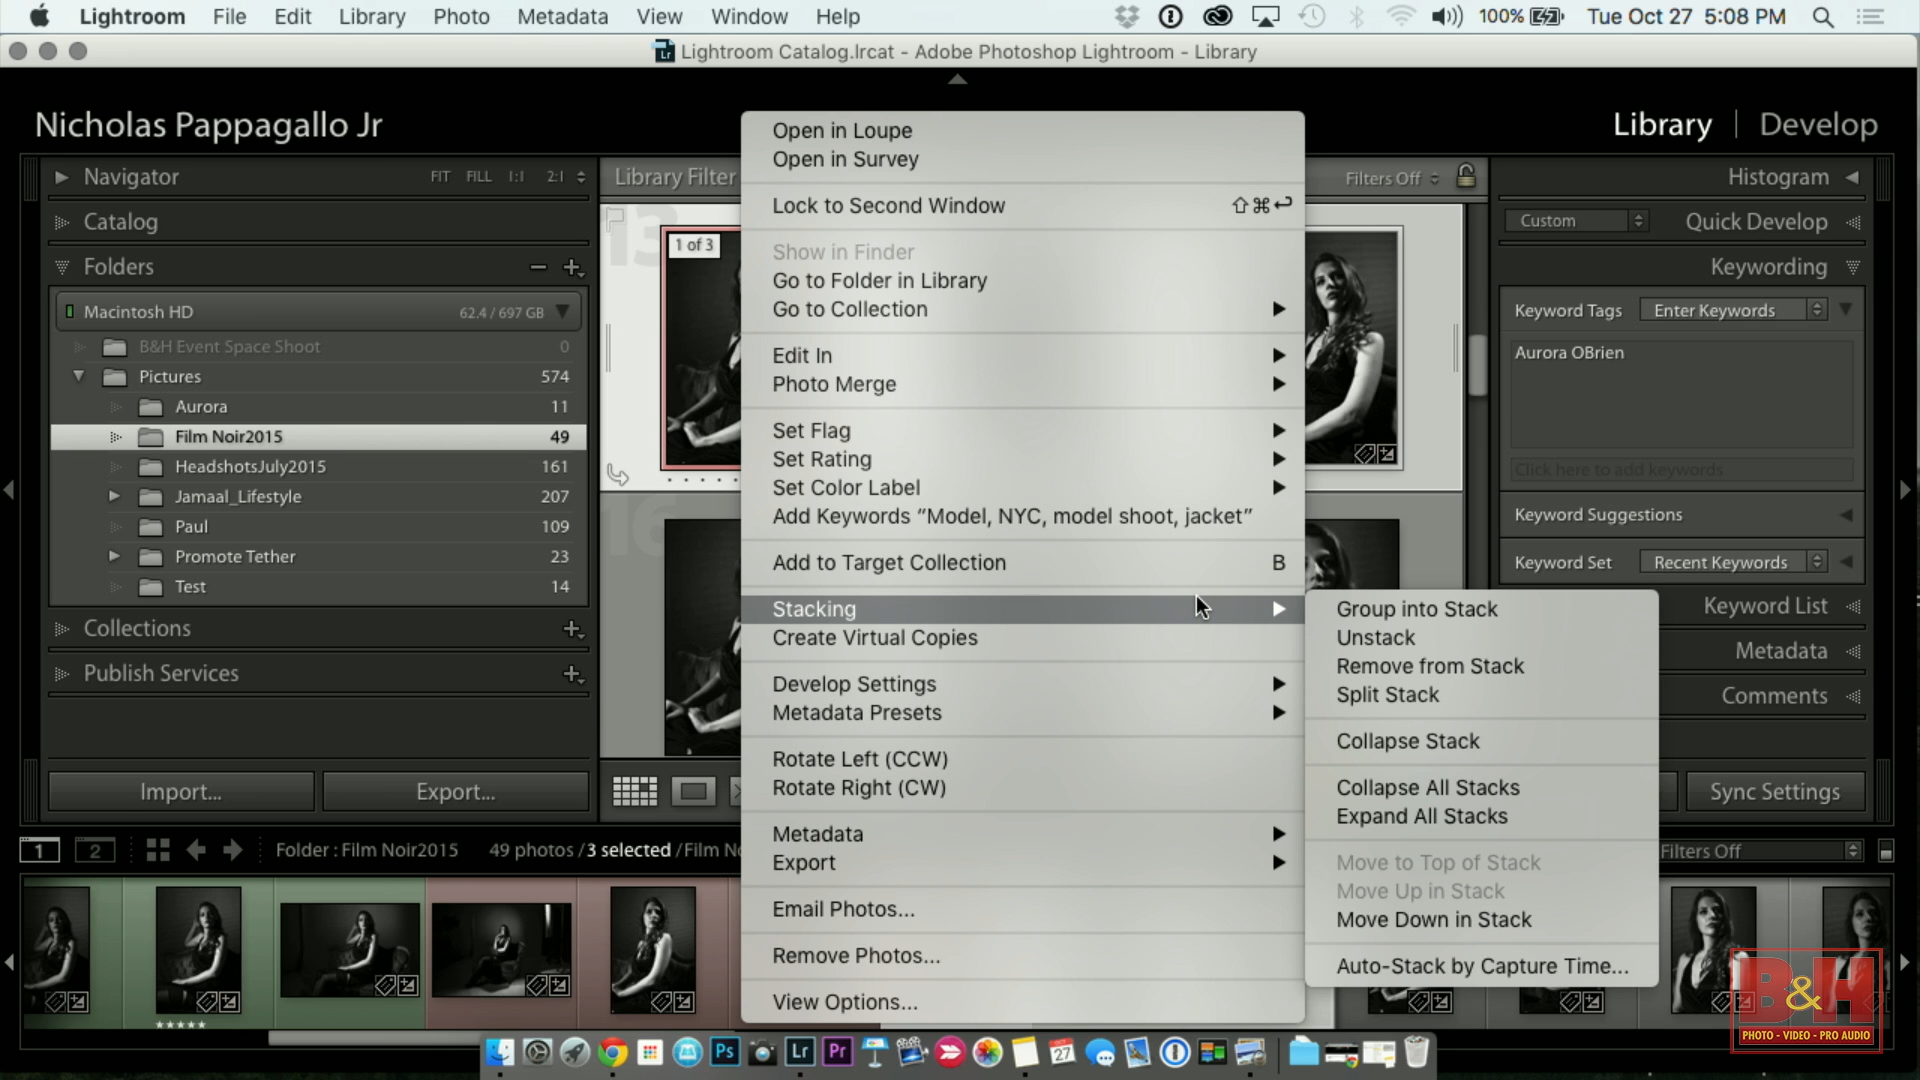 Lightroom File Edit Library Photo Metadata View Window Help 100% Tue Oct 27 5:08 PM
Lightroom Catalog.lrcat - Adobe Photoshop Lightroom - Library
Nicholas Pappagallo Jr
Library | Develop
Navigator FIT FILL 1:1 2:1
Catalog
Folders
Macintosh HD 62.4 / 697 GB
B&H Event Space Shoot 0
Pictures 574
Aurora 11
Film Noir2015 49
HeadshotsJuly2015 161
Jamaal_Lifestyle 207
Paul 109
Promote Tether 23
Test 14
Collections
Publish Services
Import...
Export...
Library Filter
Filters Off
13
1 of 3
16
Open in Loupe
Open in Survey
Lock to Second Window ⇧⌘↩
Show in Finder
Go to Folder in Library
Go to Collection
Edit In
Photo Merge
Set Flag
Set Rating
Set Color Label
Add Keywords “Model, NYC, model shoot, jacket”
Add to Target Collection B
Stacking
Create Virtual Copies
Develop Settings
Metadata Presets
Rotate Left (CCW)
Rotate Right (CW)
Metadata
Export
Email Photos...
Remove Photos...
View Options...
Group into Stack
Unstack
Remove from Stack
Split Stack
Collapse Stack
Collapse All Stacks
Expand All Stacks
Move to Top of Stack
Move Up in Stack
Move Down in Stack
Auto-Stack by Capture Time...
Histogram
Custom Quick Develop
Keywording
Keyword Tags Enter Keywords
Aurora OBrien
Click here to add keywords
Keyword Suggestions
Keyword Set Recent Keywords
Keyword List
Metadata
Comments
Sync Settings
1 2 Folder : Film Noir2015 49 photos / 3 selected / Film
Filters Off
Ps Lr Pr 27
B&H
PHOTO - VIDEO - PRO AUDIO